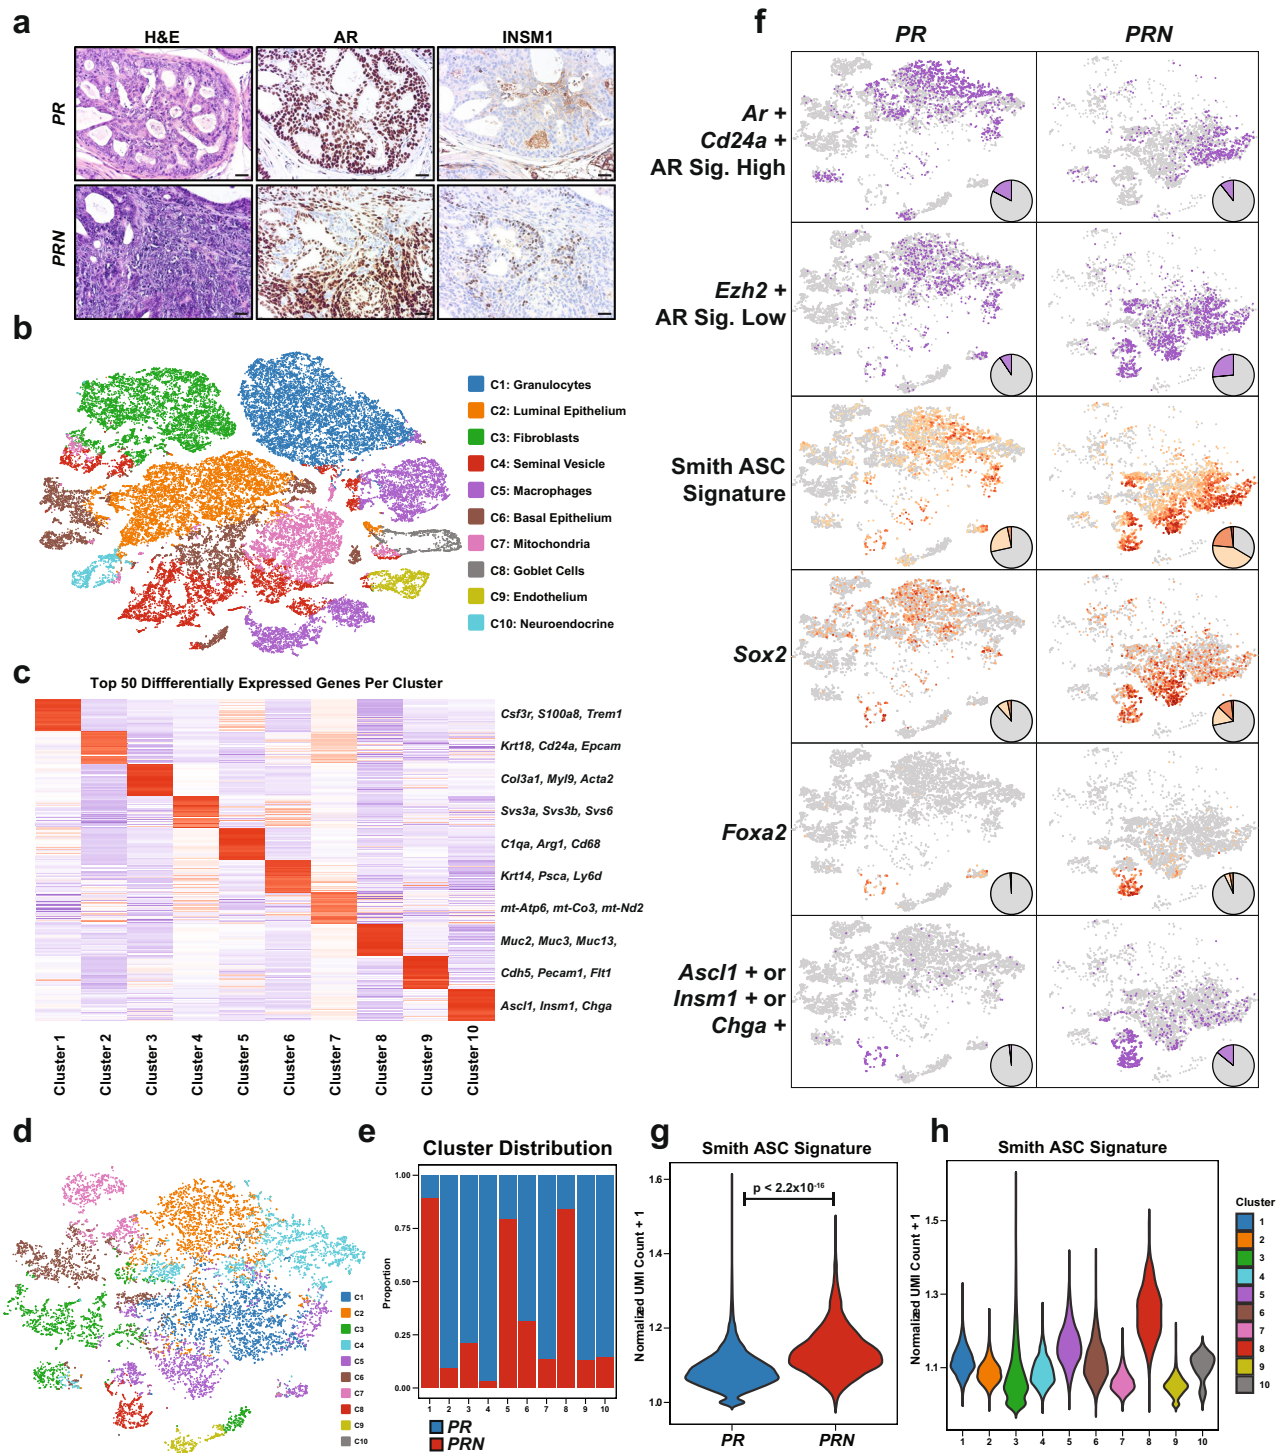 a
H&E
AR
INSM1
PR
PRN
b
C1: Granulocytes
C2: Luminal Epithelium
C3: Fibroblasts
C4: Seminal Vesicle
C5: Macrophages
C6: Basal Epithelium
C7: Mitochondria
C8: Goblet Cells
C9: Endothelium
C10: Neuroendocrine
c
Top 50 Diffferentially Expressed Genes Per Cluster
Csf3r, S100a8, Trem1
Krt18, Cd24a, Epcam
Col3a1, Myl9, Acta2
Svs3a, Svs3b, Svs6
C1qa, Arg1, Cd68
Krt14, Psca, Ly6d
mt-Atp6, mt-Co3, mt-Nd2
Muc2, Muc3, Muc13,
Cdh5, Pecam1, Flt1
Ascl1, Insm1, Chga
Cluster 1
Cluster 2
Cluster 3
Cluster 4
Cluster 5
Cluster 6
Cluster 7
Cluster 8
Cluster 9
Cluster 10
d
C1
C2
C3
C4
C5
C6
C7
C8
C9
C10
e
Cluster Distribution
Proportion
1.00
0.75
0.50
0.25
0.00
1 2 3 4 5 6 7 8 9 10
PR
PRN
f
PR
PRN
Ar +
Cd24a +
AR Sig. High
Ezh2 +
AR Sig. Low
Smith ASC
Signature
Sox2
Foxa2
Ascl1 + or
Insm1 + or
Chga +
g
Smith ASC Signature
p < 2.2x10-16
Normalized UMI Count + 1
1.6
1.4
1.2
1.0
PR
PRN
h
Smith ASC Signature
Normalized UMI Count + 1
1.5
1.3
1.1
1 2 3 4 5 6 7 8 9 10
Cluster
1
2
3
4
5
6
7
8
9
10